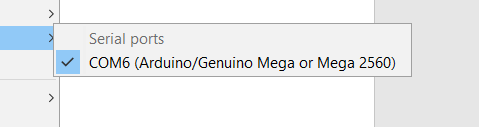 Serial ports
COM6 (Arduino/Genuino Mega or Mega 2560)